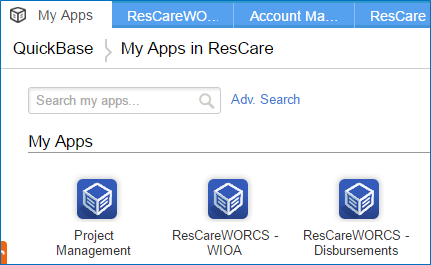 My Apps ResCareWO... Account Ma... ResCare
QuickBase My Apps in ResCare
Search my apps... Adv. Search
My Apps
Project Management
ResCareWORCS - WIOA
ResCareWORCS - Disbursements